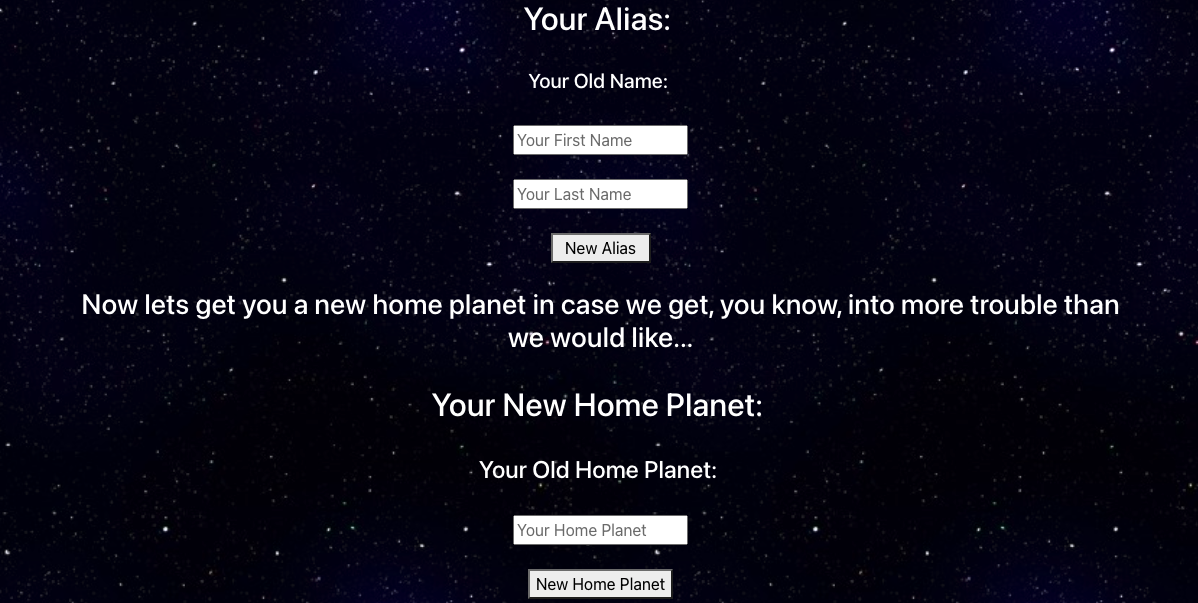 Your Alias:
Your Old Name:
Your First Name
Your Last Name
New Alias
Now lets get you a new home planet in case we get, you know, into more trouble than
we would like...
Your New Home Planet:
Your Old Home Planet:
Your Home Planet
New Home Planet